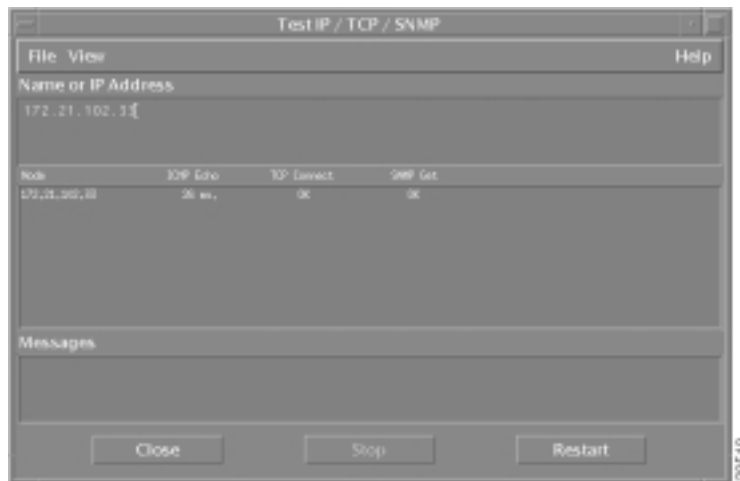 Test IP / TCP / SNMP
File View Help
Name or IP Address
172.21.102.33
Node ICMP Echo TCP Connect SNMP Get
172.21.102.33 26 ms. OK OK
Messages
Close Stop Restart